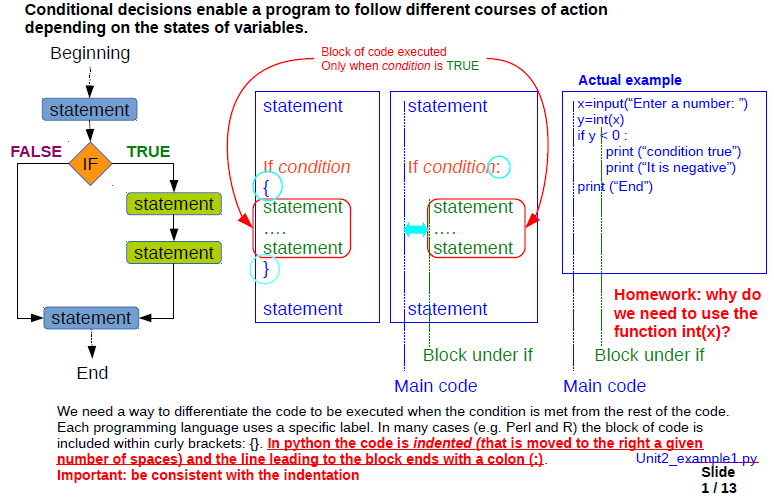 Conditional decisions enable a program to follow different courses of action
depending on the states of variables.
Beginning
statement
FALSE
TRUE
IF
statement
statement
statement
End
Block of code executed
Only when condition is TRUE
statement
If condition
{
statement
....
statement
}
statement
statement
If condition:
statement
....
statement
statement
Block under if
Main code
Actual example
x=input(“Enter a number: ”)
y=int(x)
if y < 0 :
print (“condition true”)
print (“It is negative”)
print (“End”)
Homework: why do
we need to use the
function int(x)?
Block under if
Main code
We need a way to differentiate the code to be executed when the condition is met from the rest of the code.
Each programming language uses a specific label. In many cases (e.g. Perl and R) the block of code is
included within curly brackets: {}. In python the code is indented (that is moved to the right a given
number of spaces) and the line leading to the block ends with a colon (:).
Important: be consistent with the indentation
Unit2_example1.py
Slide
1 / 13